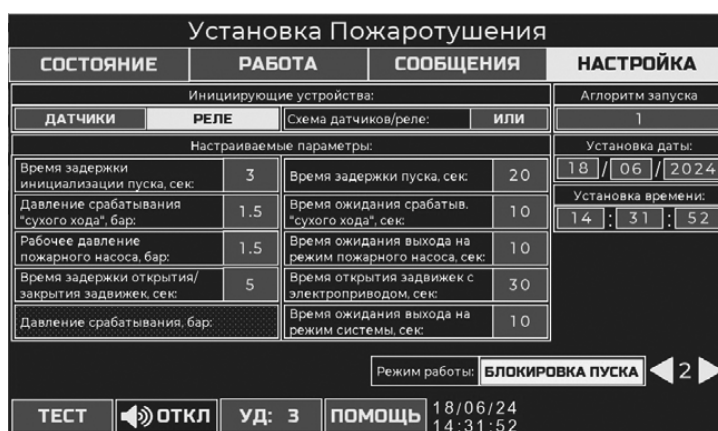 Установка Пожаротушения
СОСТОЯНИЕ РАБОТА СООБЩЕНИЯ НАСТРОЙКА
Инициирующие устройства:
ДАТЧИКИ РЕЛЕ Схема датчиков/реле: ИЛИ
Настраиваемые параметры:
Время задержки
инициализации пуска, сек: 3
Время задержки пуска, сек: 20
Давление срабатывания
"сухого хода", бар: 1.5
Время ожидания срабатыв.
"сухого хода", сек: 10
Рабочее давление
пожарного насоса, бар: 1.5
Время ожидания выхода на
режим пожарного насоса, сек: 10
Время задержки открытия/
закрытия задвижек, сек: 5
Время открытия задвижек с
электроприводом, сек: 30
Давление срабатывания, бар:
Время ожидания выхода на
режим системы, сек: 10
Аглоритм запуска
1
Установка даты:
18 / 06 / 2024
Установка времени:
14 : 31 : 52
Режим работы: БЛОКИРОВКА ПУСКА 2
ТЕСТ ОТКЛ УД: 3 ПОМОЩЬ
18/06/24
14:31:52